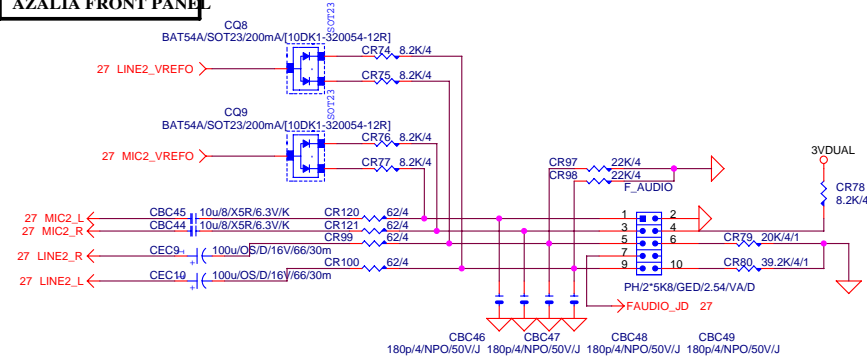 AZALIA FRONT PANEL
CQ8
BAT54A/SOT23/200mA/[10DK1-320054-12R]
SOT23
27 LINE2_VREFO
CR74 8.2K/4
CR75 8.2K/4
CQ9
BAT54A/SOT23/200mA/[10DK1-320054-12R]
SOT23
27 MIC2_VREFO
CR76 8.2K/4
CR77 8.2K/4
CR97 22K/4
CR98 22K/4
3VDUAL
CR78
8.2K/4
F_AUDIO
27 MIC2_L
CBC45 10u/8/X5R/6.3V/K
CR120 62/4
27 MIC2_R
CBC44 10u/8/X5R/6.3V/K
CR121 62/4
27 LINE2_R
CEC9 100u/OS/D/16V/66/30m
CR99 62/4
27 LINE2_L
CEC10 100u/OS/D/16V/66/30m
CR100 62/4
1 2
3 4
5 6
7
9 10
CR79 20K/4/1
CR80 39.2K/4/1
PH/2*5K8/GED/2.54/VA/D
FAUDIO_JD 27
CBC46 CBC47 CBC48 CBC49
180p/4/NPO/50V/J 180p/4/NPO/50V/J 180p/4/NPO/50V/J 180p/4/NPO/50V/J